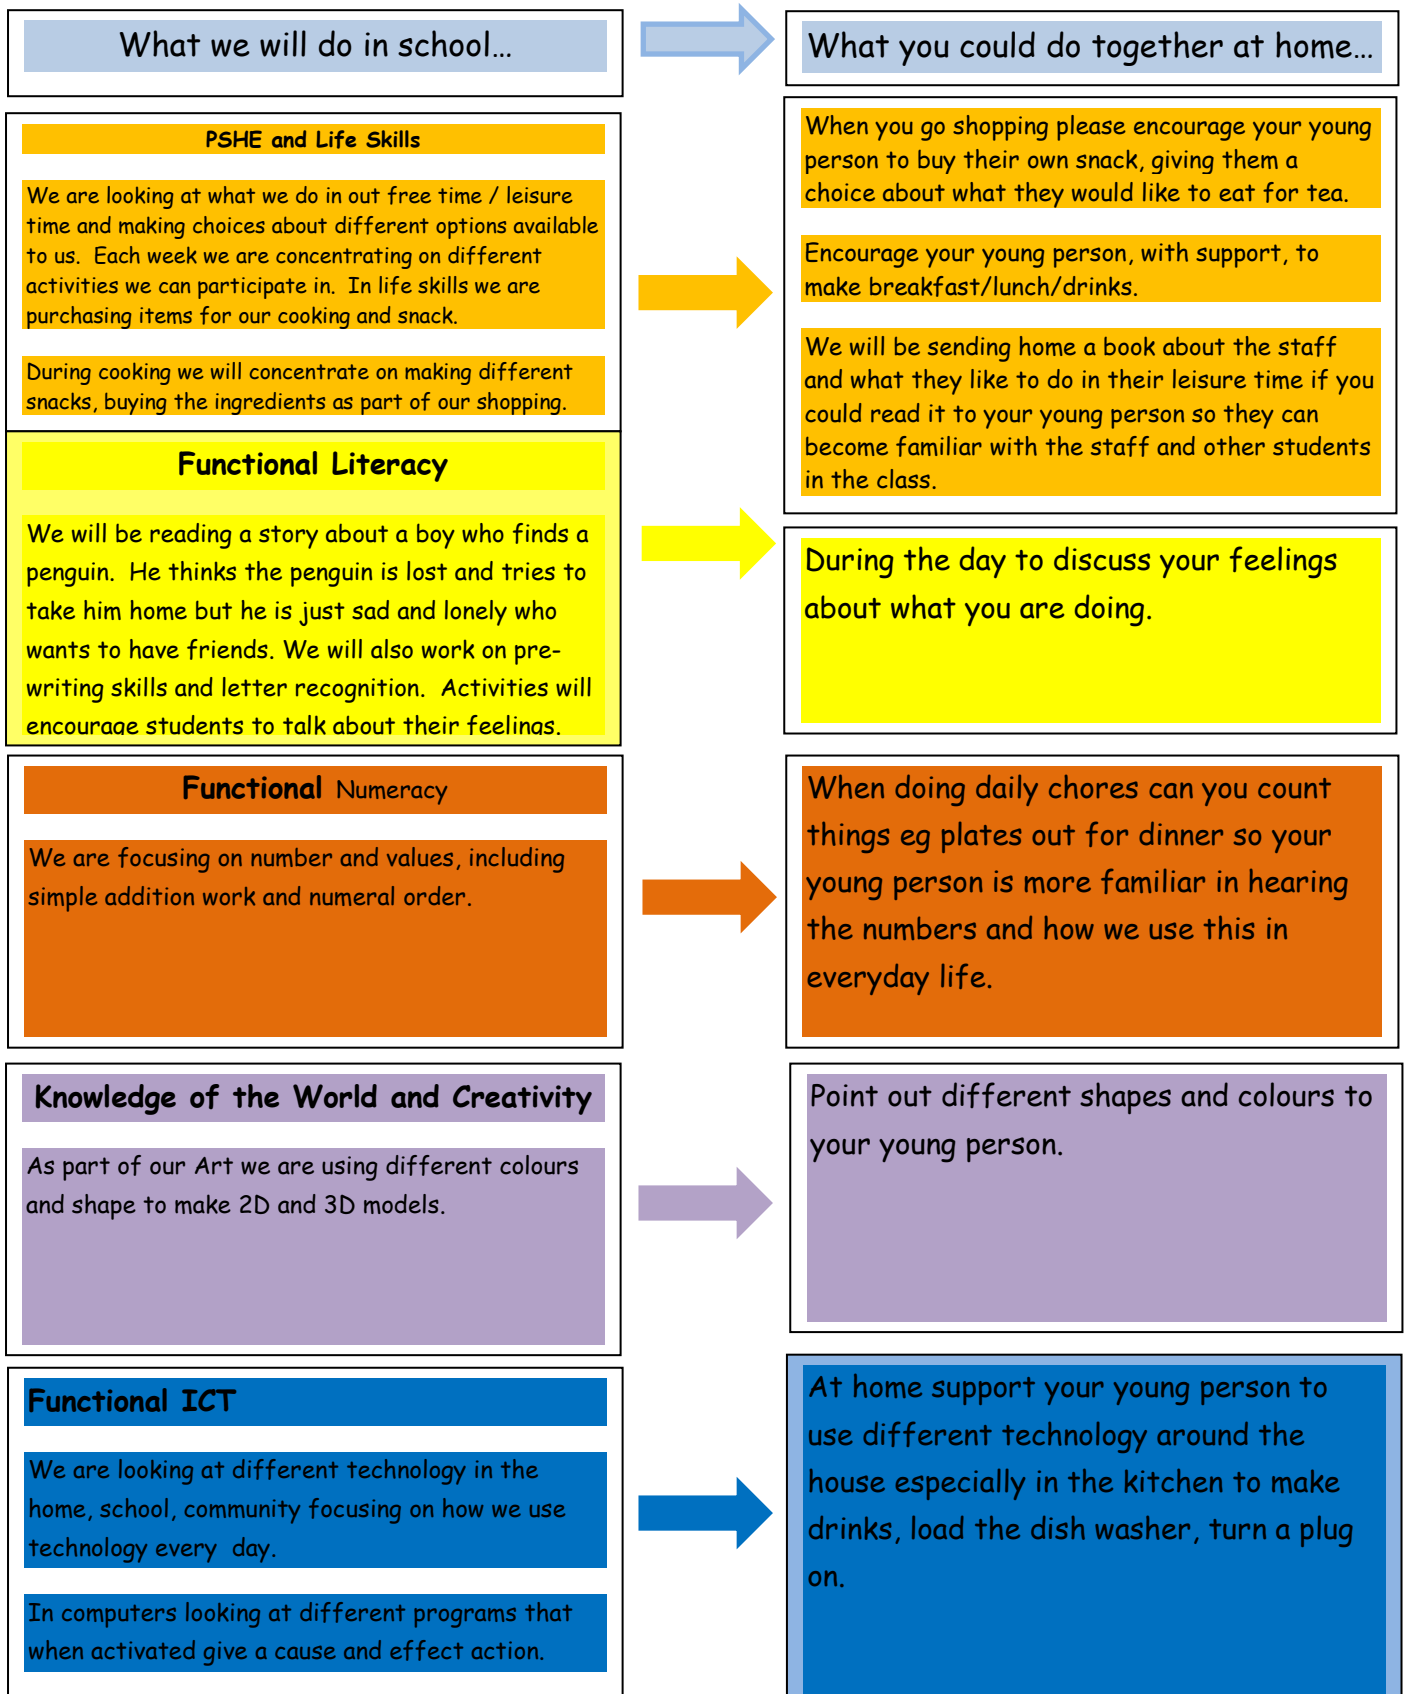 What we will do in school…
What you could do together at home…
PSHE and Life Skills
We are looking at what we do in out free time / leisure
time and making choices about different options available
to us.  Each week we are concentrating on different
activities we can participate in.  In life skills we are
purchasing items for our cooking and snack.
During cooking we will concentrate on making different
snacks, buying the ingredients as part of our shopping.
When you go shopping please encourage your young
person to buy their own snack, giving them a
choice about what they would like to eat for tea.
Encourage your young person, with support, to
make breakfast/lunch/drinks.
We will be sending home a book about the staff
and what they like to do in their leisure time if you
could read it to your young person so they can
become familiar with the staff and other students
in the class.
Functional Literacy
We will be reading a story about a boy who finds a
penguin.  He thinks the penguin is lost and tries to
take him home but he is just sad and lonely who
wants to have friends. We will also work on pre-
writing skills and letter recognition.  Activities will
encourage students to talk about their feelings.
During the day to discuss your feelings
about what you are doing.
Functional Numeracy
We are focusing on number and values, including
simple addition work and numeral order.
When doing daily chores can you count
things eg plates out for dinner so your
young person is more familiar in hearing
the numbers and how we use this in
everyday life.
Knowledge of the World and Creativity
As part of our Art we are using different colours
and shape to make 2D and 3D models.
Point out different shapes and colours to
your young person.
Functional ICT
We are looking at different technology in the
home, school, community focusing on how we use
technology every  day.
In computers looking at different programs that
when activated give a cause and effect action.
At home support your young person to
use different technology around the
house especially in the kitchen to make
drinks, load the dish washer, turn a plug
on.